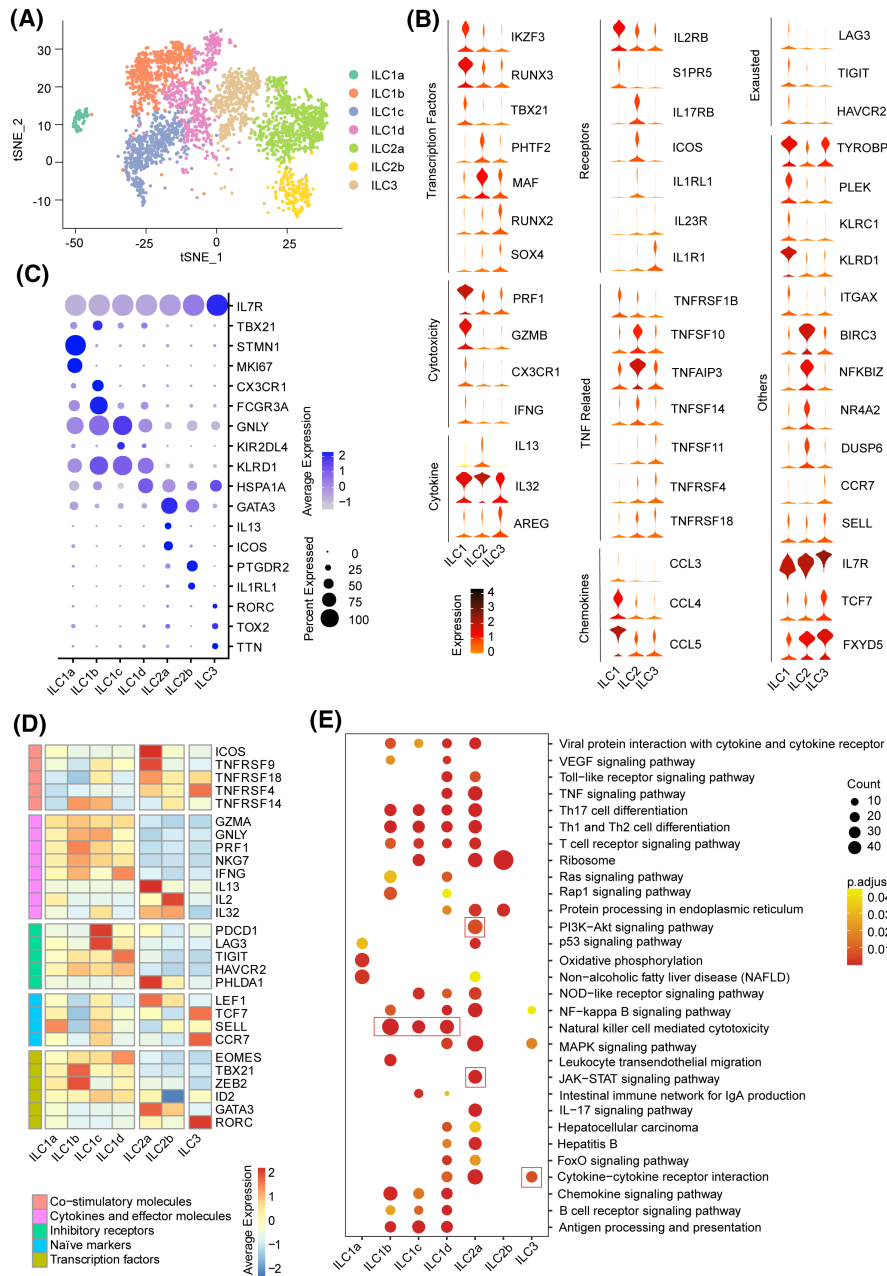 (A)
tSNE_2
30
20
10
0
-10
-50
-25
0
25
tSNE_1
ILC1a
ILC1b
ILC1c
ILC1d
ILC2a
ILC2b
ILC3
(B)
Transcription Factors
IKZF3
RUNX3
TBX21
PHTF2
MAF
RUNX2
SOX4
Cytotoxicity
PRF1
GZMB
CX3CR1
IFNG
Cytokine
IL13
IL32
AREG
ILC1
ILC2
ILC3
Expression
4
3
2
1
0
Receptors
IL2RB
S1PR5
IL17RB
ICOS
IL1RL1
IL23R
IL1R1
TNF Related
TNFRSF1B
TNFSF10
TNFAIP3
TNFSF14
TNFSF11
TNFRSF4
TNFRSF18
Chemokines
CCL3
CCL4
CCL5
ILC1
ILC2
ILC3
Exausted
LAG3
TIGIT
HAVCR2
Others
TYROBP
PLEK
KLRC1
KLRD1
ITGAX
BIRC3
NFKBIZ
NR4A2
DUSP6
CCR7
SELL
IL7R
TCF7
FXYD5
ILC1
ILC2
ILC3
(C)
IL7R
TBX21
STMN1
MKI67
CX3CR1
FCGR3A
GNLY
KIR2DL4
KLRD1
HSPA1A
GATA3
IL13
ICOS
PTGDR2
IL1RL1
RORC
TOX2
TTN
ILC1a
ILC1b
ILC1c
ILC1d
ILC2a
ILC2b
ILC3
Average Expression
2
1
0
−1
Percent Expressed
0
25
50
75
100
(D)
ICOS
TNFRSF9
TNFRSF18
TNFRSF4
TNFRSF14
GZMA
GNLY
PRF1
NKG7
IFNG
IL13
IL2
IL32
PDCD1
LAG3
TIGIT
HAVCR2
PHLDA1
LEF1
TCF7
SELL
CCR7
EOMES
TBX21
ZEB2
ID2
GATA3
RORC
ILC1a
ILC1b
ILC1c
ILC1d
ILC2a
ILC2b
ILC3
Co-stimulatory molecules
Cytokines and effector molecules
Inhibitory receptors
Naïve markers
Transcription factors
Average Expression
2
1
0
−1
−2
(E)
Viral protein interaction with cytokine and cytokine receptor
VEGF signaling pathway
Toll-like receptor signaling pathway
TNF signaling pathway
Th17 cell differentiation
Th1 and Th2 cell differentiation
T cell receptor signaling pathway
Ribosome
Ras signaling pathway
Rap1 signaling pathway
Protein processing in endoplasmic reticulum
PI3K-Akt signaling pathway
p53 signaling pathway
Oxidative phosphorylation
Non-alcoholic fatty liver disease (NAFLD)
NOD-like receptor signaling pathway
NF-kappa B signaling pathway
Natural killer cell mediated cytotoxicity
MAPK signaling pathway
Leukocyte transendothelial migration
JAK-STAT signaling pathway
Intestinal immune network for IgA production
IL-17 signaling pathway
Hepatocellular carcinoma
Hepatitis B
FoxO signaling pathway
Cytokine-cytokine receptor interaction
Chemokine signaling pathway
B cell receptor signaling pathway
Antigen processing and presentation
ILC1a
ILC1b
ILC1c
ILC1d
ILC2a
ILC2b
ILC3
Count
10
20
30
40
p.adjust
0.04
0.03
0.02
0.01